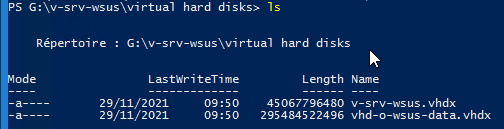 PS G:\v-srv-wsus\virtual hard disks> ls
Répertoire : G:\v-srv-wsus\virtual hard disks
Mode LastWriteTime Length Name
---- ------------- ------ ----
-a---- 29/11/2021 09:50 45067796480 v-srv-wsus.vhdx
-a---- 29/11/2021 09:50 295484522496 vhd-o-wsus-data.vhdx